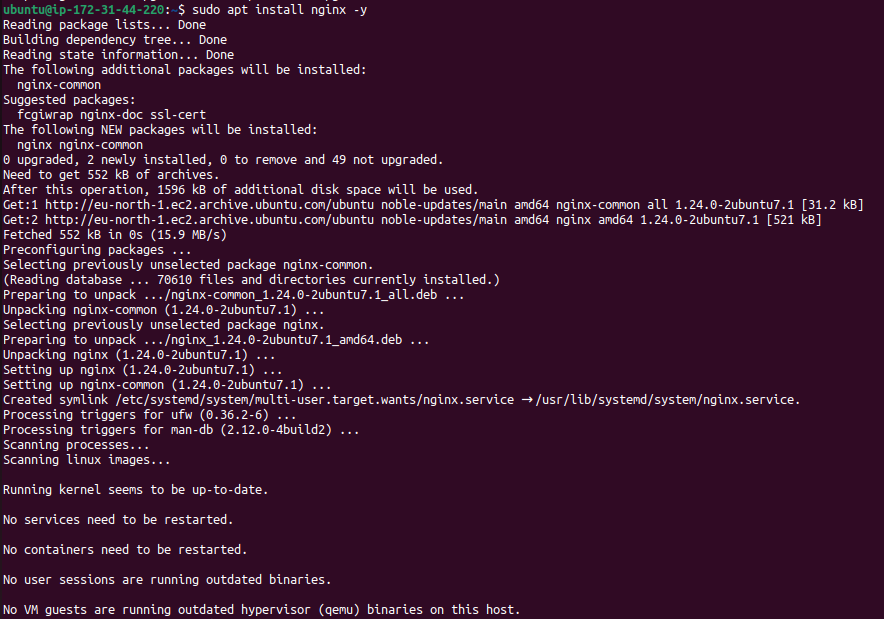 ubuntu@ip-172-31-44-220:~$ sudo apt install nginx -y
Reading package lists... Done
Building dependency tree... Done
Reading state information... Done
The following additional packages will be installed:
  nginx-common
Suggested packages:
  fcgiwrap nginx-doc ssl-cert
The following NEW packages will be installed:
  nginx nginx-common
0 upgraded, 2 newly installed, 0 to remove and 49 not upgraded.
Need to get 552 kB of archives.
After this operation, 1596 kB of additional disk space will be used.
Get:1 http://eu-north-1.ec2.archive.ubuntu.com/ubuntu noble-updates/main amd64 nginx-common all 1.24.0-2ubuntu7.1 [31.2 kB]
Get:2 http://eu-north-1.ec2.archive.ubuntu.com/ubuntu noble-updates/main amd64 nginx amd64 1.24.0-2ubuntu7.1 [521 kB]
Fetched 552 kB in 0s (15.9 MB/s)
Preconfiguring packages ...
Selecting previously unselected package nginx-common.
(Reading database ... 70610 files and directories currently installed.)
Preparing to unpack .../nginx-common_1.24.0-2ubuntu7.1_all.deb ...
Unpacking nginx-common (1.24.0-2ubuntu7.1) ...
Selecting previously unselected package nginx.
Preparing to unpack .../nginx_1.24.0-2ubuntu7.1_amd64.deb ...
Unpacking nginx (1.24.0-2ubuntu7.1) ...
Setting up nginx (1.24.0-2ubuntu7.1) ...
Setting up nginx-common (1.24.0-2ubuntu7.1) ...
Created symlink /etc/systemd/system/multi-user.target.wants/nginx.service → /usr/lib/systemd/system/nginx.service.
Processing triggers for ufw (0.36.2-6) ...
Processing triggers for man-db (2.12.0-4build2) ...
Scanning processes...
Scanning linux images...

Running kernel seems to be up-to-date.

No services need to be restarted.

No containers need to be restarted.

No user sessions are running outdated binaries.

No VM guests are running outdated hypervisor (qemu) binaries on this host.